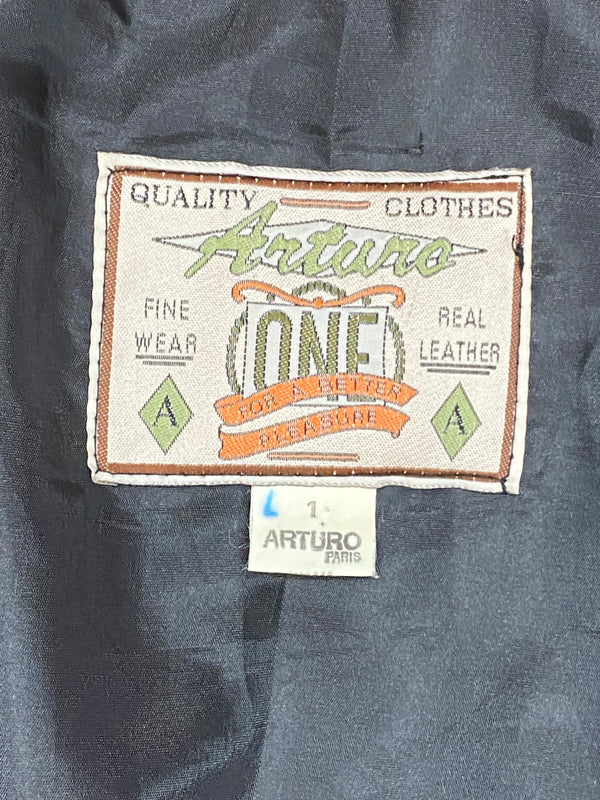 QUALITY CLOTHES
Arturo
FINE
WEAR
REAL
LEATHER
ONE
FOR A BETTER
PLEASURE
A
A
L 1
ARTURO
PARIS